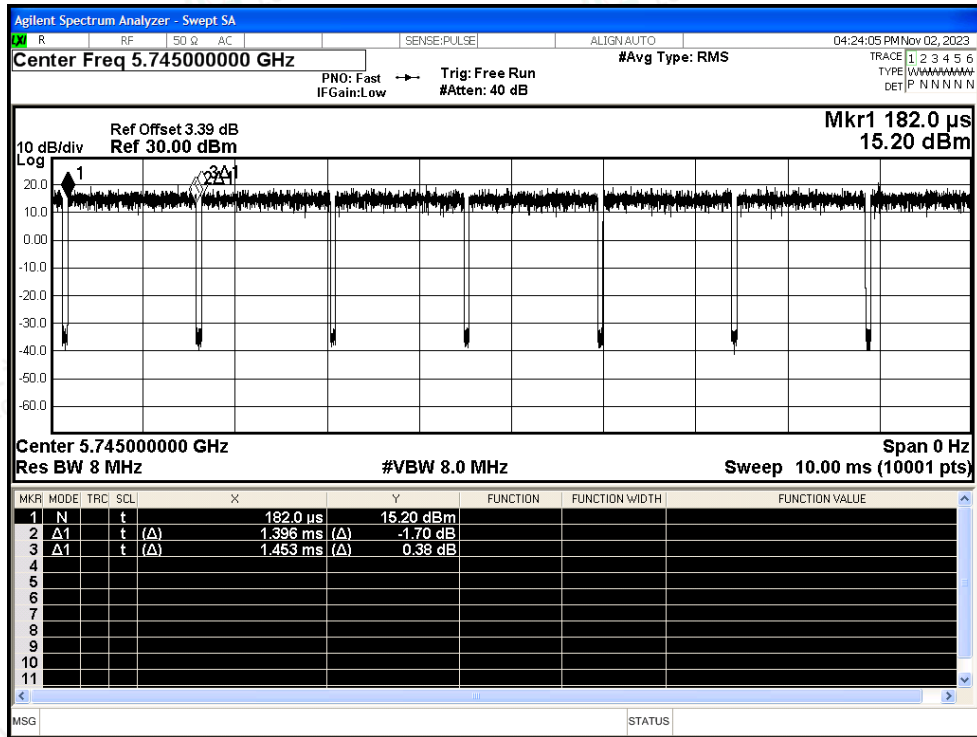 Agilent Spectrum Analyzer - Swept SA
LXI R RF 50 Ω AC SENSE:PULSE ALIGN AUTO 04:24:05 PM Nov 02, 2023
Center Freq 5.745000000 GHz #Avg Type: RMS TRACE 1 2 3 4 5 6
PNO: Fast Trig: Free Run TYPE
IFGain:Low #Atten: 40 dB DET P N N N N N
Ref Offset 3.39 dB Mkr1 182.0 µs
10 dB/div Ref 30.00 dBm 15.20 dBm
Log
1 2Δ1 3Δ1
20.0
10.0
0.00
-10.0
-20.0
-30.0
-40.0
-50.0
-60.0
Center 5.745000000 GHz Span 0 Hz
Res BW 8 MHz #VBW 8.0 MHz Sweep 10.00 ms (10001 pts)
MKR MODE TRC SCL X Y FUNCTION FUNCTION WIDTH FUNCTION VALUE
1 N t 182.0 µs 15.20 dBm
2 Δ1 t (Δ) 1.396 ms (Δ) -1.70 dB
3 Δ1 t (Δ) 1.453 ms (Δ) 0.38 dB
4
5
6
7
8
9
10
11
MSG STATUS